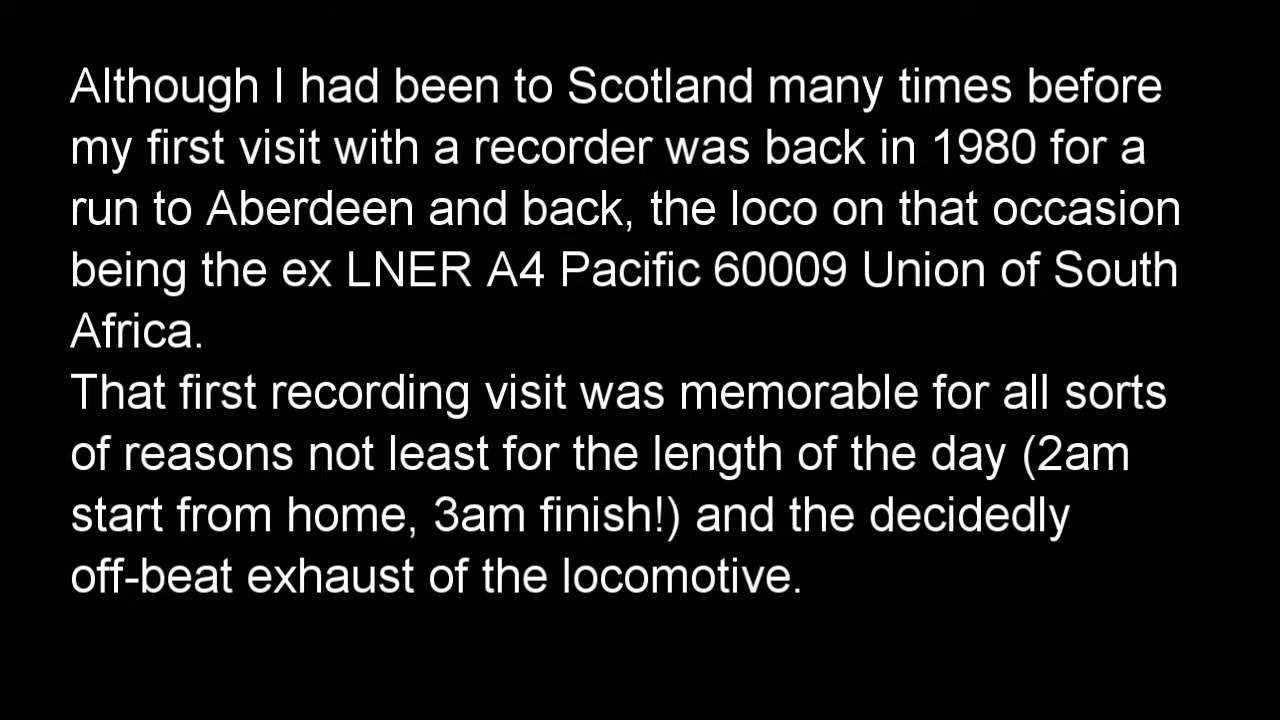 Although I had been to Scotland many times before
my first visit with a recorder was back in 1980 for a
run to Aberdeen and back, the loco on that occasion
being the ex LNER A4 Pacific 60009 Union of South
Africa.
That first recording visit was memorable for all sorts
of reasons not least for the length of the day (2am
start from home, 3am finish!) and the decidedly
off-beat exhaust of the locomotive.